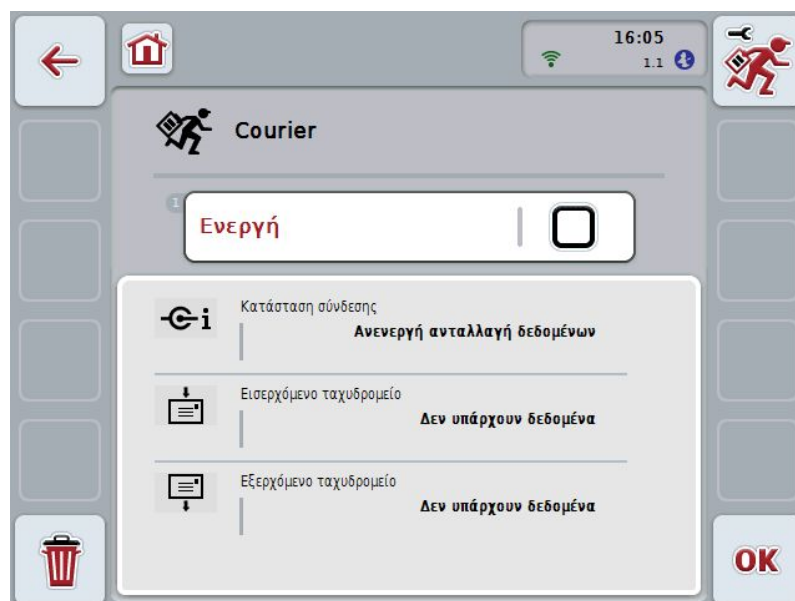 16:05
1.1
Courier
1
Ενεργή
Κατάσταση σύνδεσης
Ανενεργή ανταλλαγή δεδομένων
Εισερχόμενο ταχυδρομείο
Δεν υπάρχουν δεδομένα
Εξερχόμενο ταχυδρομείο
Δεν υπάρχουν δεδομένα
OK